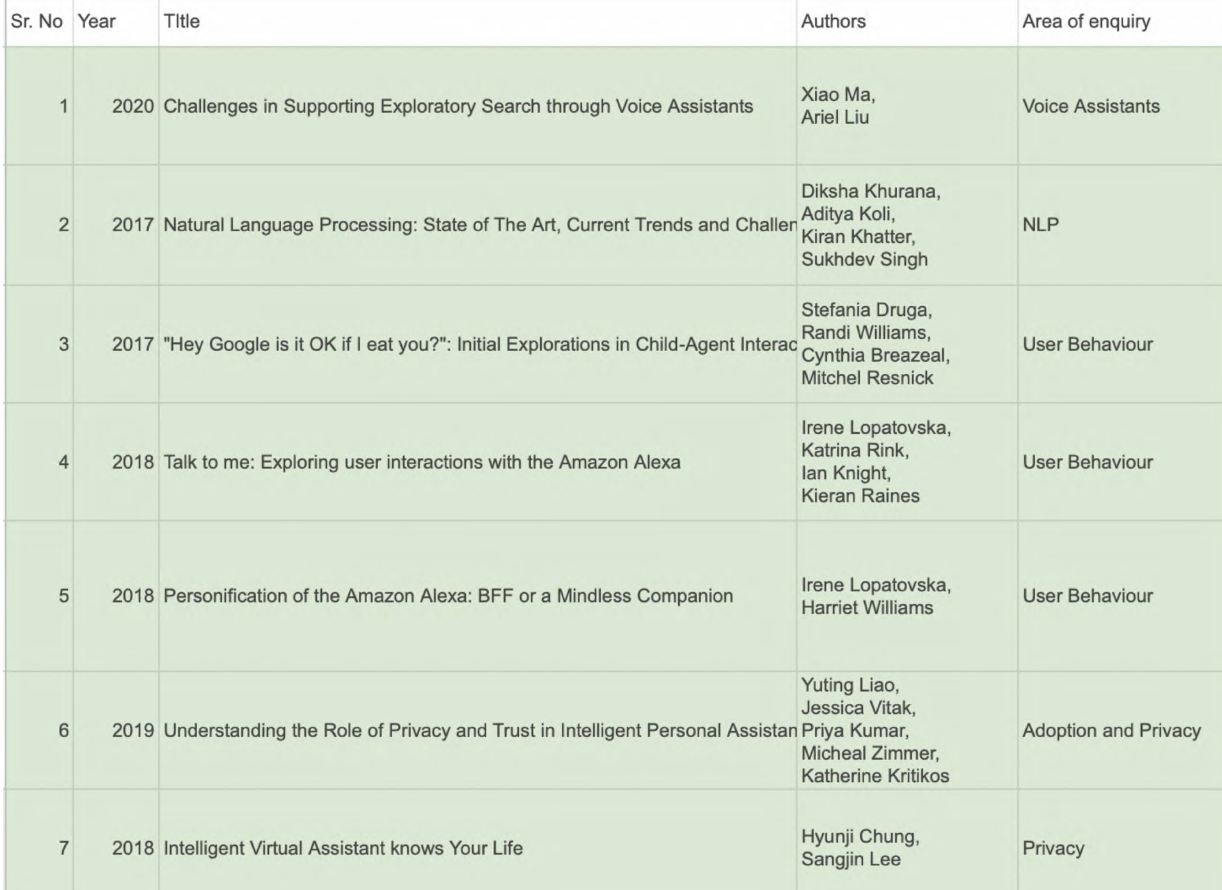 Sr. No Year TItle Authors Area of enquiry
1 2020 Challenges in Supporting Exploratory Search through Voice Assistants Xiao Ma,
Ariel Liu Voice Assistants
2 2017 Natural Language Processing: State of The Art, Current Trends and Challen Diksha Khurana,
Aditya Koli,
Kiran Khatter,
Sukhdev Singh NLP
3 2017 "Hey Google is it OK if I eat you?": Initial Explorations in Child-Agent Interac Stefania Druga,
Randi Williams,
Cynthia Breazeal,
Mitchel Resnick User Behaviour
4 2018 Talk to me: Exploring user interactions with the Amazon Alexa Irene Lopatovska,
Katrina Rink,
Ian Knight,
Kieran Raines User Behaviour
5 2018 Personification of the Amazon Alexa: BFF or a Mindless Companion Irene Lopatovska,
Harriet Williams User Behaviour
6 2019 Understanding the Role of Privacy and Trust in Intelligent Personal Assistan Yuting Liao,
Jessica Vitak,
Priya Kumar,
Micheal Zimmer,
Katherine Kritikos Adoption and Privacy
7 2018 Intelligent Virtual Assistant knows Your Life Hyunji Chung,
Sangjin Lee Privacy